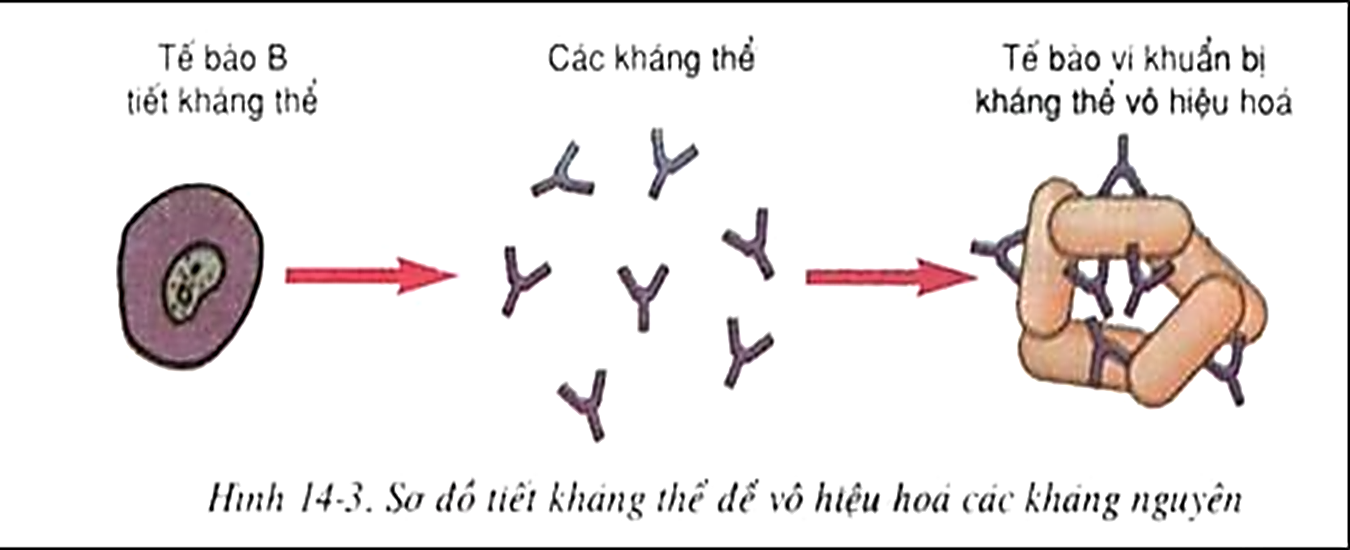 Tế bào B
tiết kháng thể
Các kháng thể
Tế bào vi khuẩn bị
kháng thể vô hiệu hoá
Hình 14-3. Sơ đồ tiết kháng thể để vô hiệu hoá các kháng nguyên